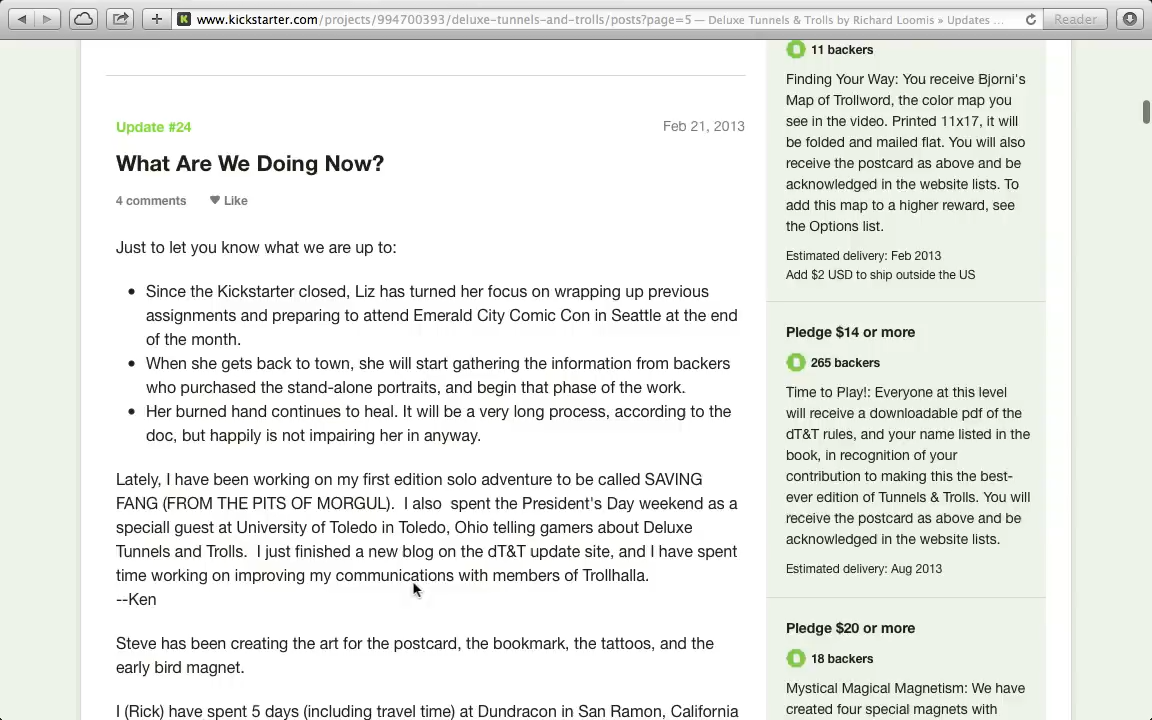 www.kickstarter.com/projects/994700393/deluxe-tunnels-and-trolls/posts?page=5 — Deluxe Tunnels & Trolls by Richard Loomis » Updates ...
Reader
Update #24
Feb 21, 2013
What Are We Doing Now?
4 comments
Like
Just to let you know what we are up to:
Since the Kickstarter closed, Liz has turned her focus on wrapping up previous
assignments and preparing to attend Emerald City Comic Con in Seattle at the end
of the month.
When she gets back to town, she will start gathering the information from backers
who purchased the stand-alone portraits, and begin that phase of the work.
Her burned hand continues to heal. It will be a very long process, according to the
doc, but happily is not impairing her in anyway.
Lately, I have been working on my first edition solo adventure to be called SAVING
FANG (FROM THE PITS OF MORGUL).  I also  spent the President's Day weekend as a
speciall guest at University of Toledo in Toledo, Ohio telling gamers about Deluxe
Tunnels and Trolls.  I just finished a new blog on the dT&T update site, and I have spent
time working on improving my communications with members of Trollhalla.
--Ken
Steve has been creating the art for the postcard, the bookmark, the tattoos, and the
early bird magnet.
I (Rick) have spent 5 days (including travel time) at Dundracon in San Ramon, California
11 backers
Finding Your Way: You receive Bjorni's
Map of Trollword, the color map you
see in the video. Printed 11x17, it will
be folded and mailed flat. You will also
receive the postcard as above and be
acknowledged in the website lists. To
add this map to a higher reward, see
the Options list.
Estimated delivery: Feb 2013
Add $2 USD to ship outside the US
Pledge $14 or more
265 backers
Time to Play!: Everyone at this level
will receive a downloadable pdf of the
dT&T rules, and your name listed in the
book, in recognition of your
contribution to making this the best-
ever edition of Tunnels & Trolls. You will
receive the postcard as above and be
acknowledged in the website lists.
Estimated delivery: Aug 2013
Pledge $20 or more
18 backers
Mystical Magical Magnetism: We have
created four special magnets with